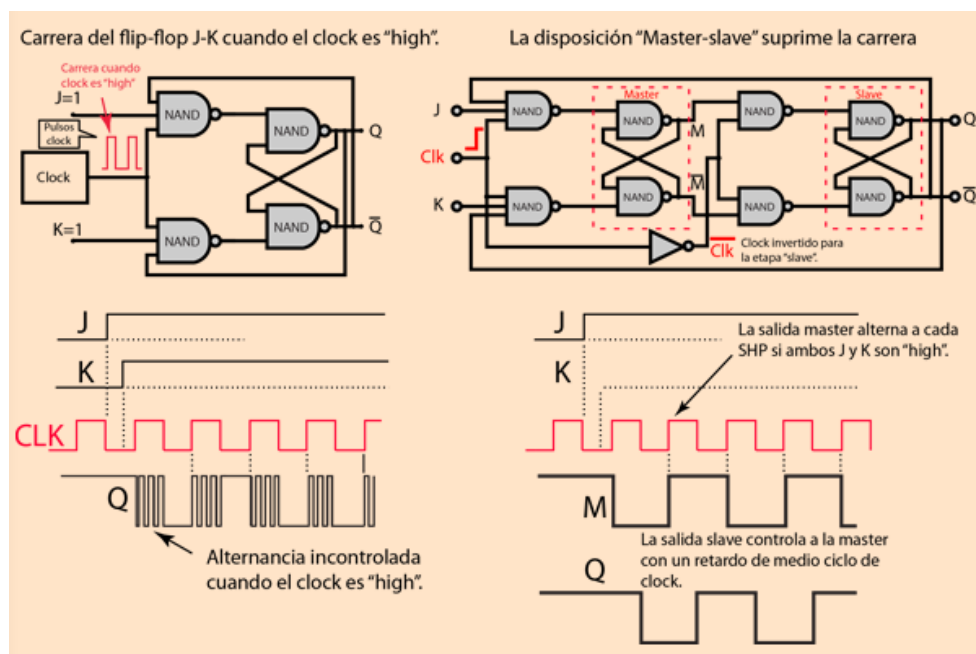 Carrera del flip-flop J-K cuando el clock es "high".
Carrera cuando
clock es "high"
J=1
Pulsos
clock
Clock
K=1
NAND
NAND
NAND
NAND
Q
Q̅
La disposición "Master-slave" suprime la carrera
J
Clk
K
NAND
NAND
Master
NAND
NAND
M
M̅
NAND
NAND
Slave
NAND
NAND
Q
Q̅
C̅l̅k̅
Clock invertido para
la etapa "slave".
J
K
CLK
Q
Alternancia incontrolada
cuando el clock es "high".
J
K
La salida master alterna a cada
SHP si ambos J y K son "high".
M
La salida slave controla a la master
con un retardo de medio ciclo de
clock.
Q